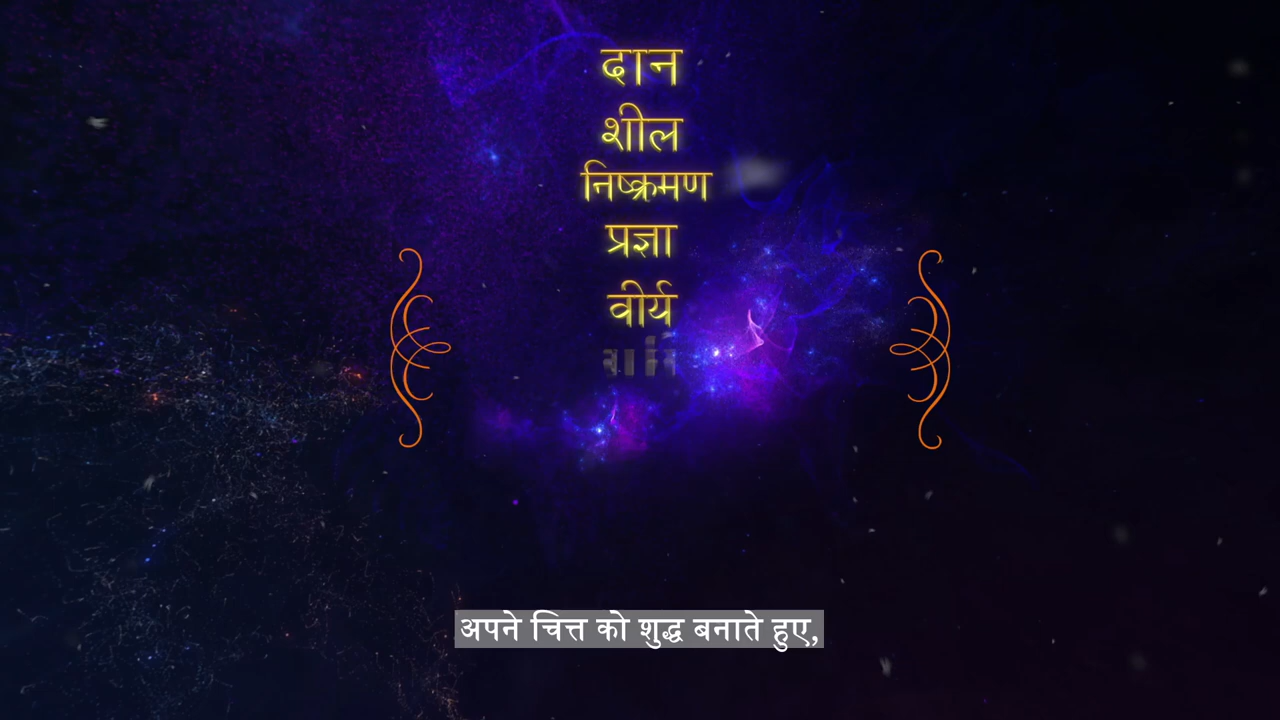 दान
शील
निष्क्रमण
प्रज्ञा
वीर्य
अपने चित्त को शुद्ध बनाते हुए,